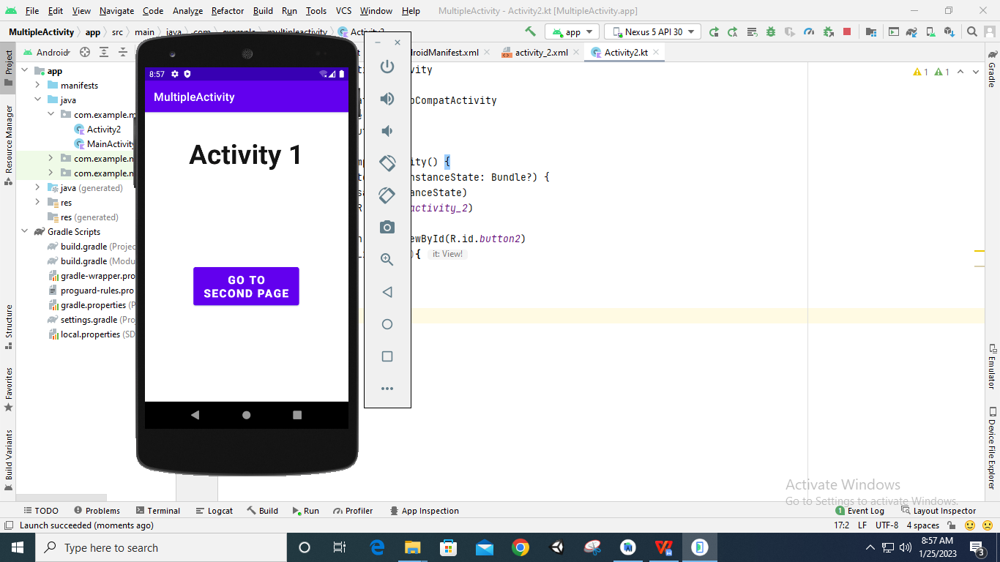 File Edit View Navigate Code Analyze Refactor Build Run Tools VCS Window Help MultipleActivity - Activity2.kt [MultipleActivity.app]
MultipleActivity app src main java com example multipleactivity Activity2
app Nexus 5 API 30
Android
AndroidManifest.xml activity_2.xml Activity2.kt
Project
Resource Manager
Structure
Favorites
Build Variants
app
manifests
java
com.example.m
Activity2
MainActivity
com.example.m
com.example.m
java (generated)
res
res (generated)
Gradle Scripts
build.gradle (Projec
build.gradle (Modu
gradle-wrapper.pro
proguard-rules.pro
gradle.properties (P
settings.gradle (Proj
local.properties (SD
8:57
MultipleActivity
Activity 1
GO TO
SECOND PAGE
ivity
pCompatActivity
ity() {
nstanceState: Bundle?) {
anceState)
activity_2)
ewById(R.id.button2)
){ it: View!
1 1
Gradle
Emulator
Device File Explorer
Activate Windows
Go to Settings to activate Windows.
TODO Problems Terminal Logcat Build Run Profiler App Inspection 1 Event Log Layout Inspector
Launch succeeded (moments ago) 17:2 LF UTF-8 4 spaces
Type here to search
8:57 AM
1/25/2023
3